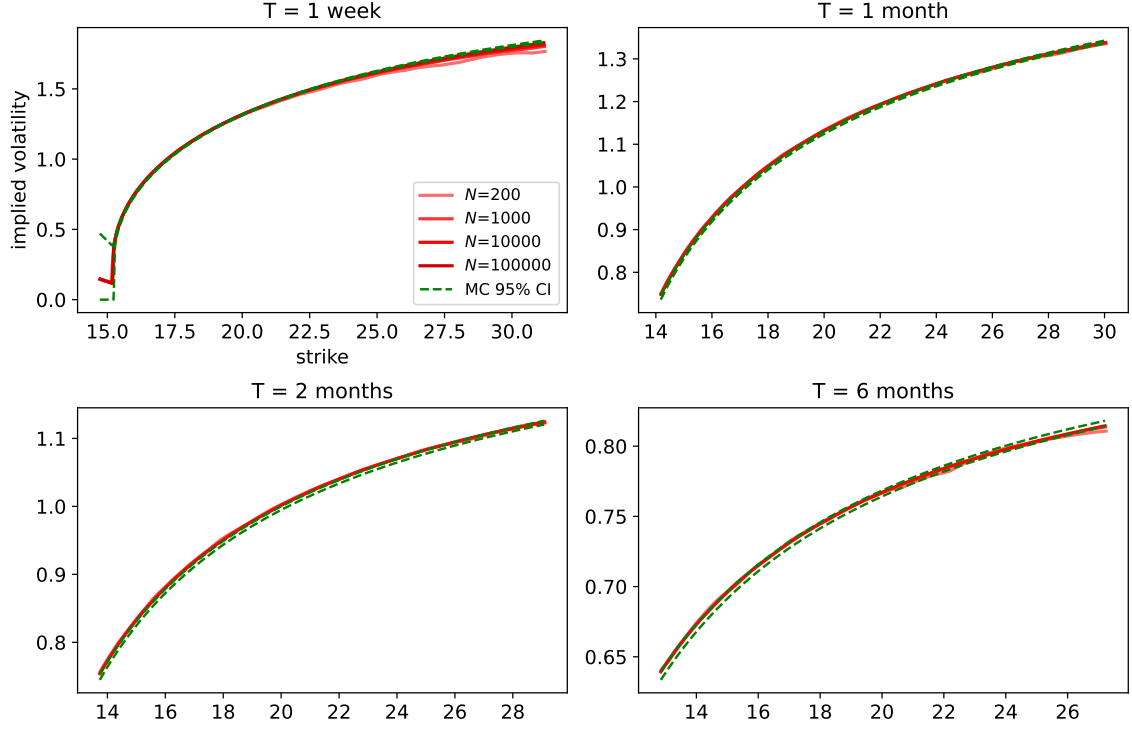 T = 1 week
implied volatility
1.5
1.0
0.5
0.0
N=200
N=1000
N=10000
N=100000
MC 95% CI
15.0 17.5 20.0 22.5 25.0 27.5 30.0
strike
T = 1 month
1.3
1.2
1.1
1.0
0.9
0.8
14 16 18 20 22 24 26 28 30
T = 2 months
1.1
1.0
0.9
0.8
14 16 18 20 22 24 26 28
T = 6 months
0.80
0.75
0.70
0.65
14 16 18 20 22 24 26